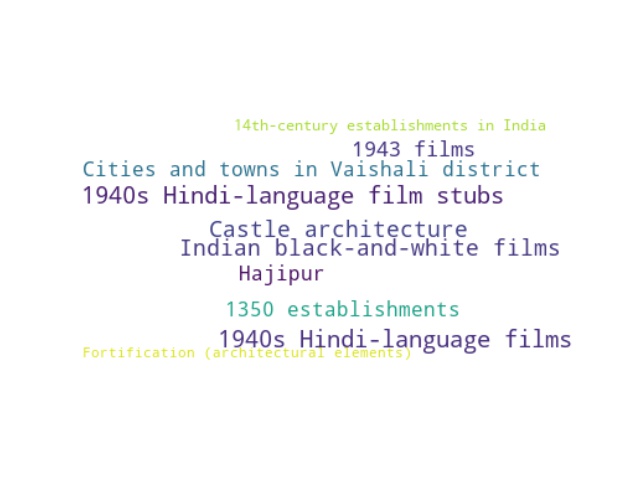 14th-century establishments in India
1943 films
Cities and towns in Vaishali district
1940s Hindi-language film stubs
Castle architecture
Indian black-and-white films
Hajipur
1350 establishments
1940s Hindi-language films
Fortification (architectural elements)